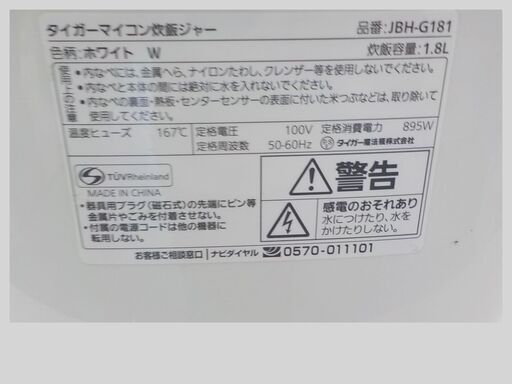 タイガーマイコン炊飯ジャー 品番:JBH-G181
色柄:ホワイト W 炊飯容量:1.8L
使用上の注意
●内なべには、金属へら、ナイロンたわし、クレンザー等を使用しないでください。
●内なべと本体の間には絶対に水を入れないでください。
●内なべの裏面・熱板・センターセンサーの表面に付いた米つぶなどは、取り除いて
使用してください。
温度ヒューズ 167℃ 定格電圧 100V 定格消費電力 895W
定格周波数 50-60Hz タイガー魔法瓶株式会社
TÜVRheinland
MADE IN CHINA
警告
●器具用プラグ(磁石式)の先端にピン等
金属片やごみを付着させない。
●付属の電源コードは他の機器に
転用しない。
感電のおそれあり
水につけたり、水を
かけたりしない。
お客様ご相談窓口 ナビダイヤル 0570-011101